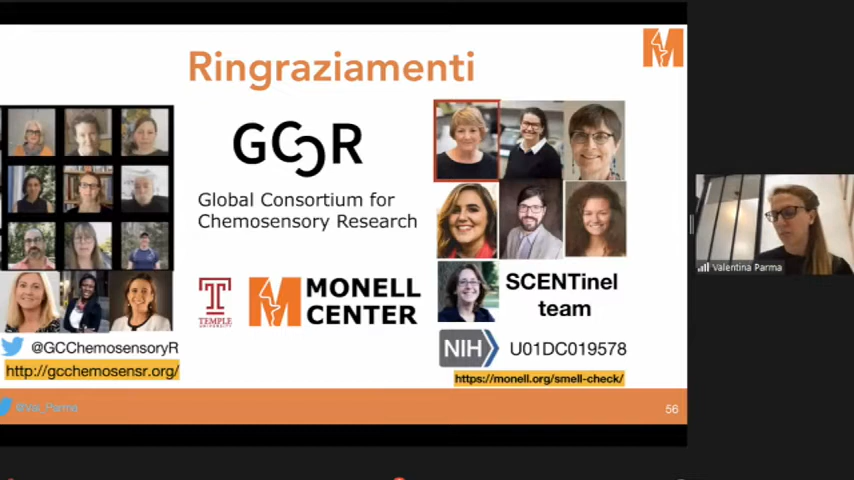 Ringraziamenti
GCCR
Global Consortium for
Chemosensory Research
TEMPLE
UNIVERSITY
MONELL
CENTER
@GCChemosensoryR
http://gcchemosensr.org/
SCENTinel
team
NIH
U01DC019578
https://monell.org/smell-check/
@Val_Parma
56
Valentina Parma